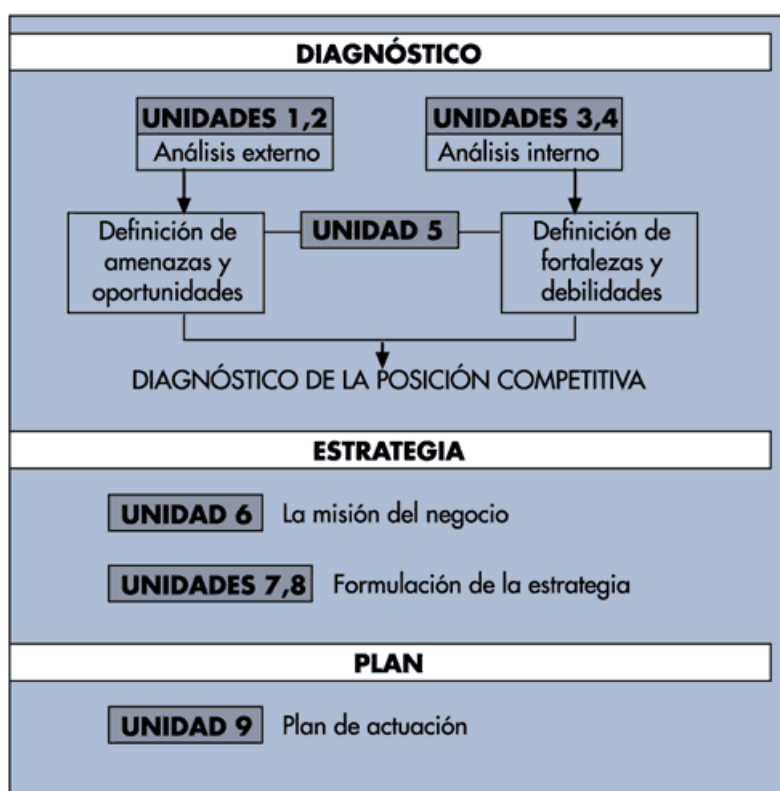 DIAGNÓSTICO
UNIDADES 1,2
Análisis externo
UNIDADES 3,4
Análisis interno
Definición de
amenazas y
oportunidades
UNIDAD 5
Definición de
fortalezas y
debilidades
DIAGNÓSTICO DE LA POSICIÓN COMPETITIVA
ESTRATEGIA
UNIDAD 6 La misión del negocio
UNIDADES 7,8 Formulación de la estrategia
PLAN
UNIDAD 9 Plan de actuación